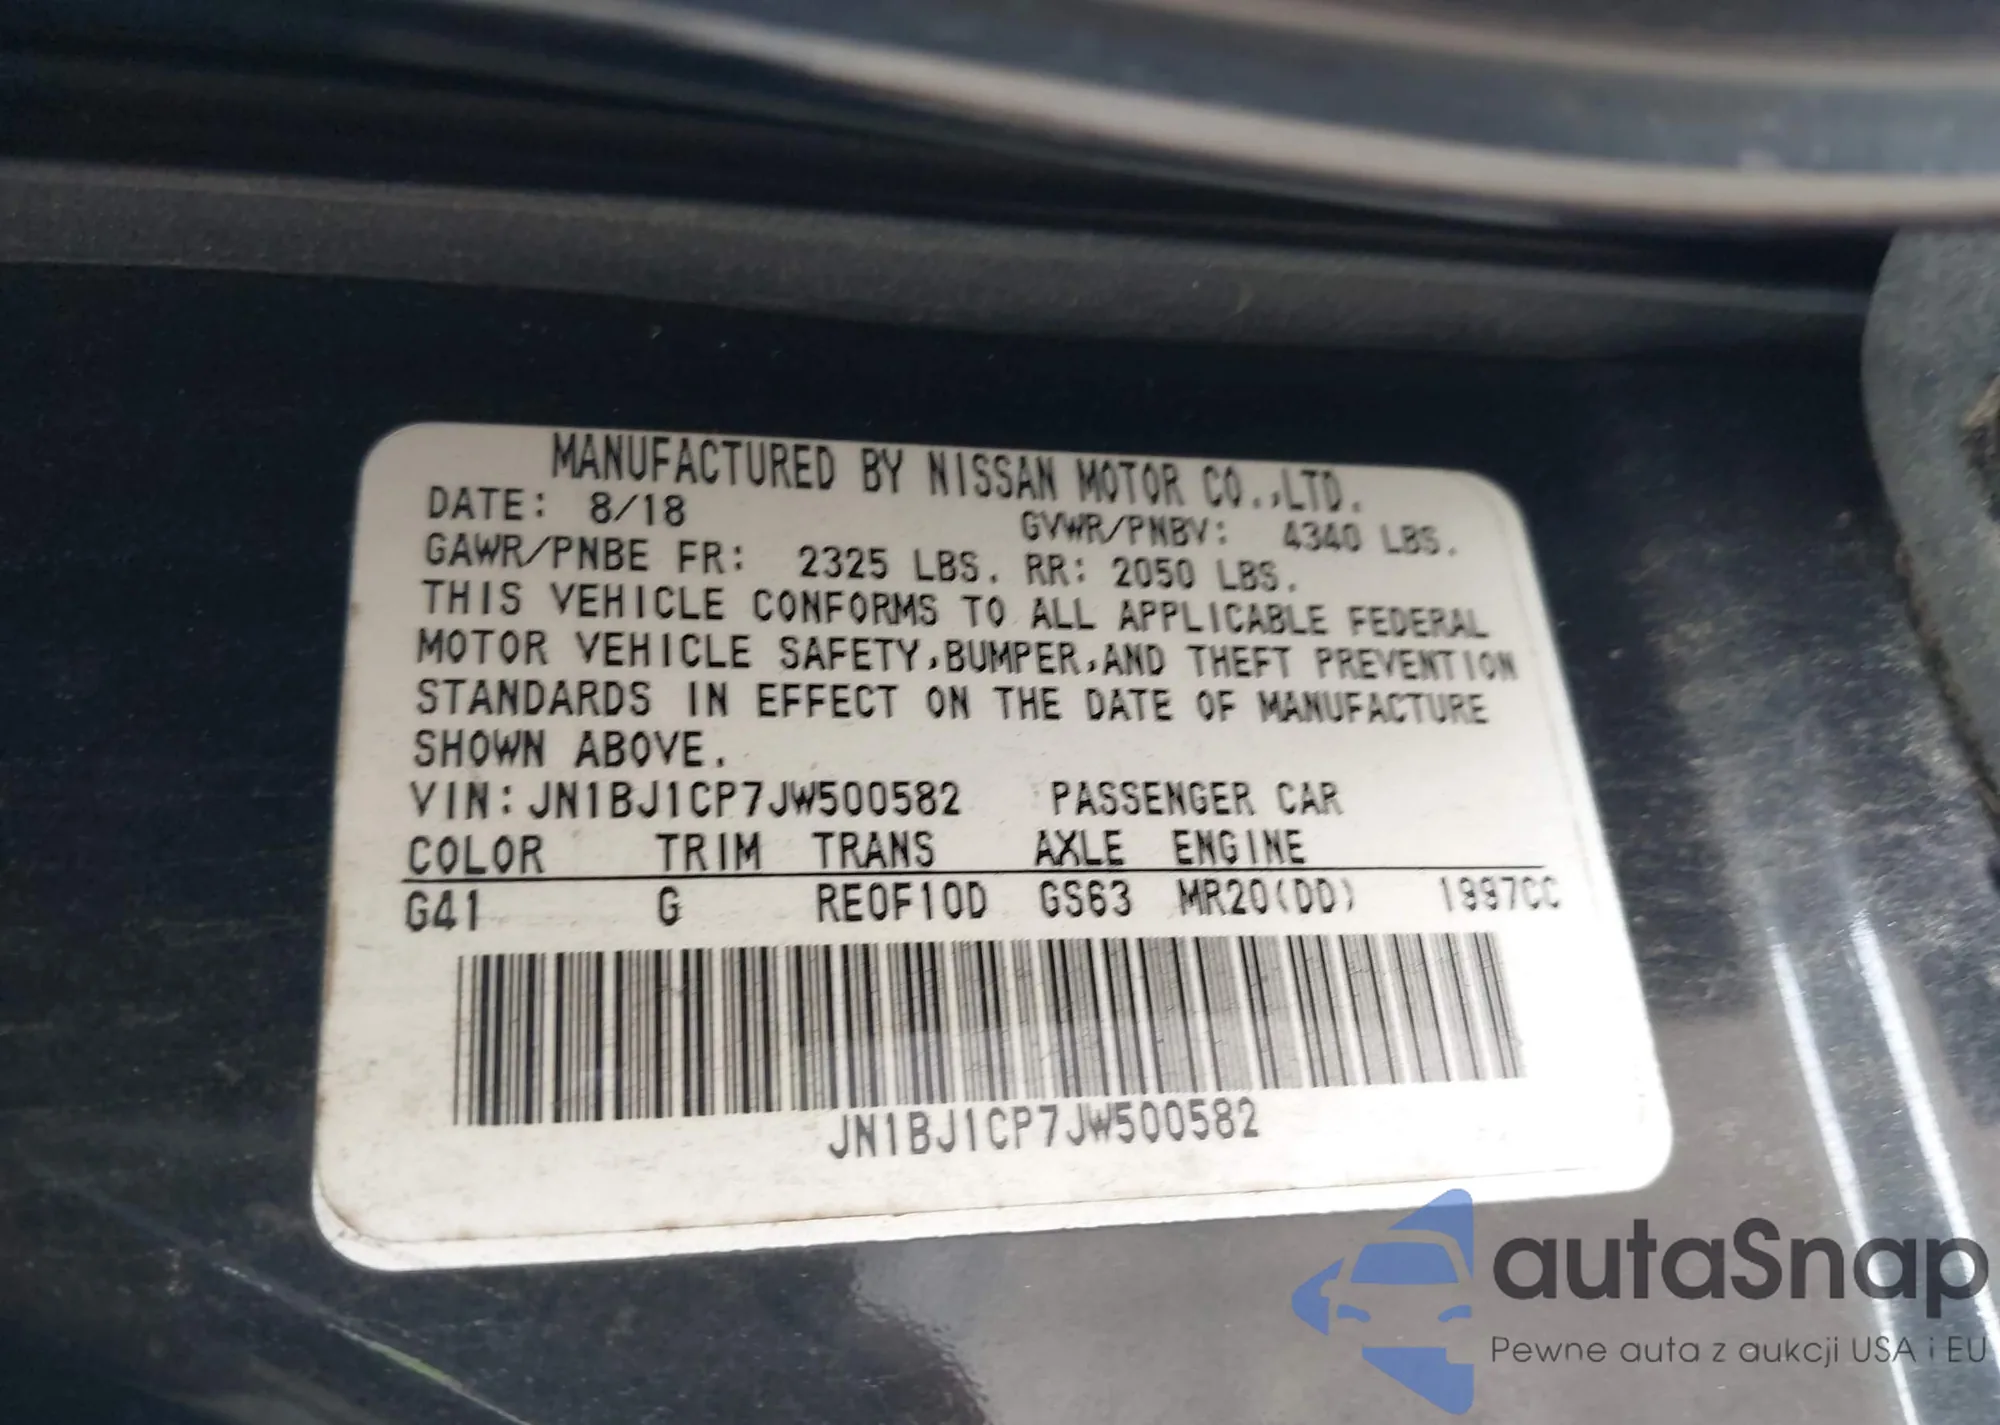 MANUFACTURED BY NISSAN MOTOR CO.,LTD.
DATE: 8/18 GVWR/PNBV: 4340 LBS.
GAWR/PNBE FR: 2325 LBS. RR: 2050 LBS.
THIS VEHICLE CONFORMS TO ALL APPLICABLE FEDERAL
MOTOR VEHICLE SAFETY,BUMPER,AND THEFT PREVENTION
STANDARDS IN EFFECT ON THE DATE OF MANUFACTURE
SHOWN ABOVE.
VIN:JN1BJ1CP7JW500582 PASSENGER CAR
COLOR TRIM TRANS AXLE ENGINE
G41 G RE0F10D GS63 MR20(DD) 1997CC
JN1BJ1CP7JW500582
autaSnap
Pewne auta z aukcji USA i EU